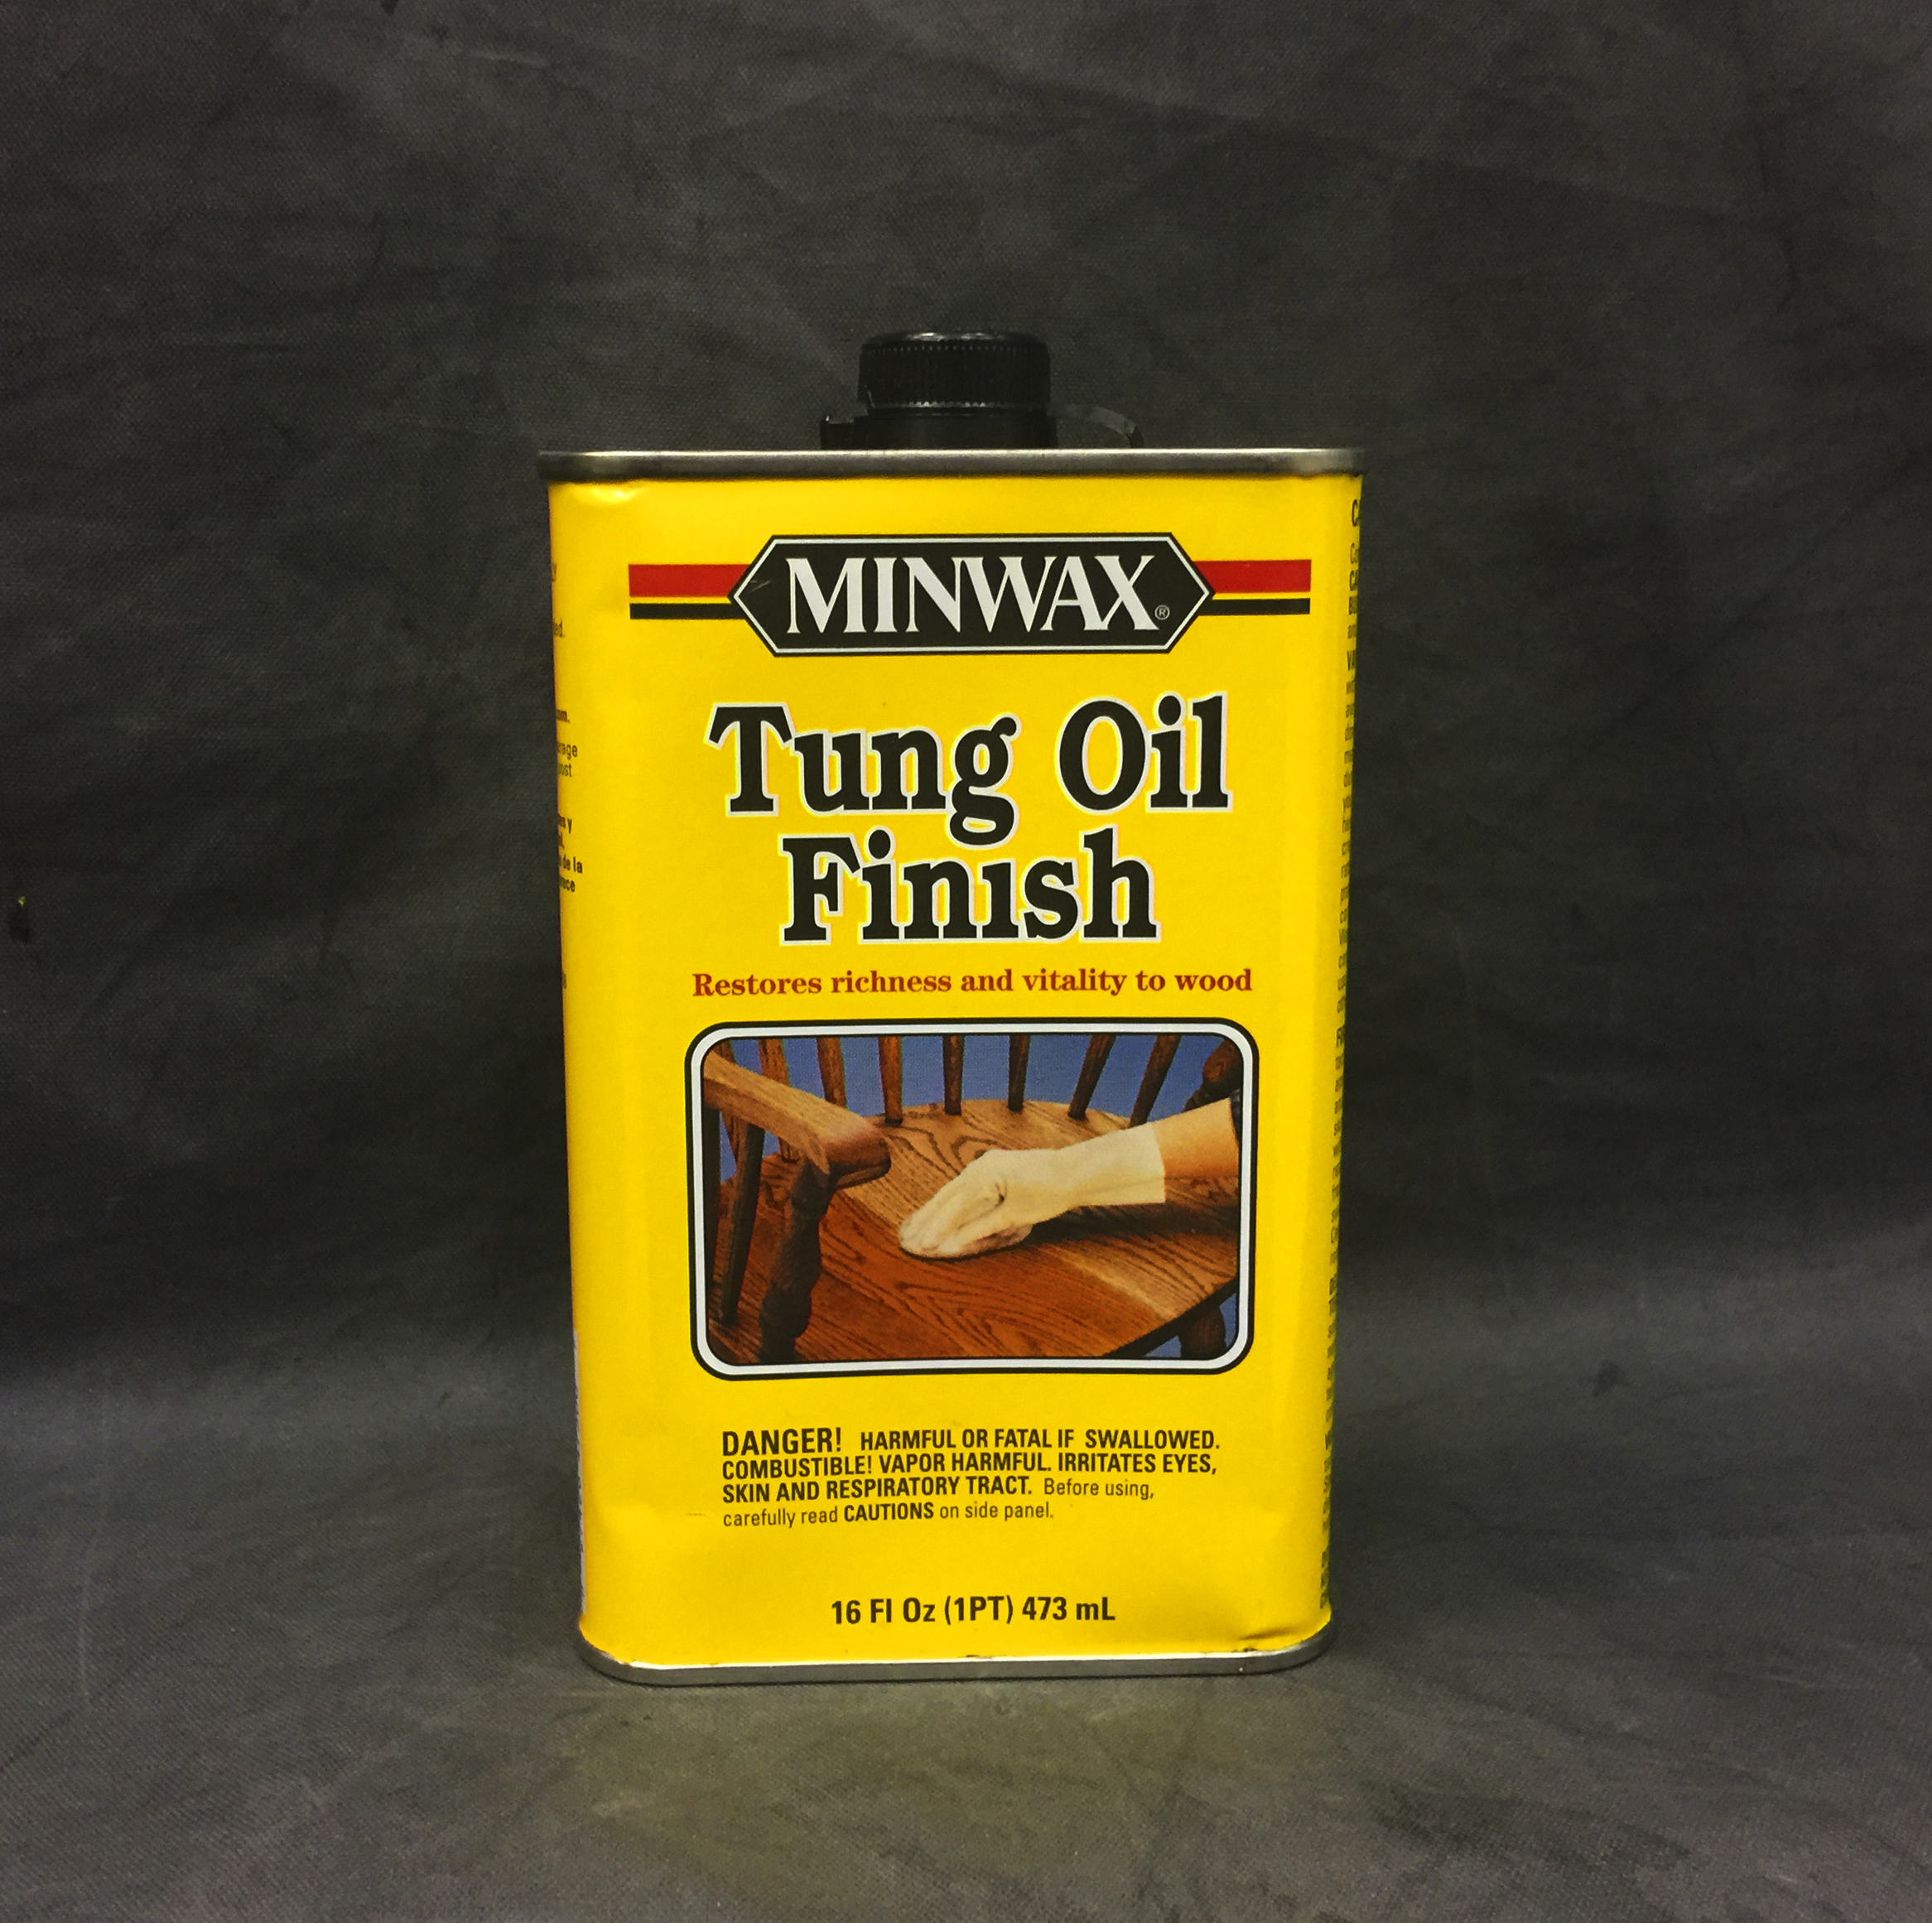 MINWAX®
Tung Oil
Finish
Restores richness and vitality to wood
DANGER! HARMFUL OR FATAL IF SWALLOWED.
COMBUSTIBLE! VAPOR HARMFUL. IRRITATES EYES,
SKIN AND RESPIRATORY TRACT. Before using,
carefully read CAUTIONS on side panel.
16 Fl Oz (1PT) 473 mL